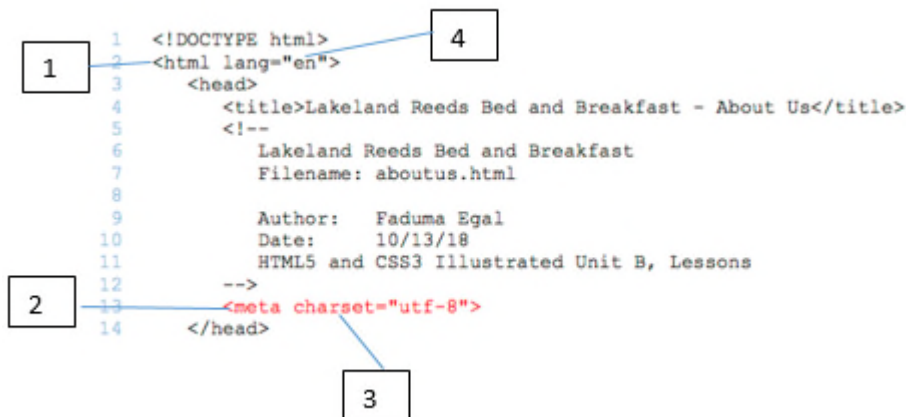 4
1 <!DOCTYPE html>
1
2 <html lang="en">
3 <head>
4 <title>Lakeland Reeds Bed and Breakfast - About Us</title>
5 <!--
6 Lakeland Reeds Bed and Breakfast
7 Filename: aboutus.html
8
9 Author: Faduma Egal
10 Date: 10/13/18
11 HTML5 and CSS3 Illustrated Unit B, Lessons
12 -->
2
13 <meta charset="utf-8">
14 </head>
3